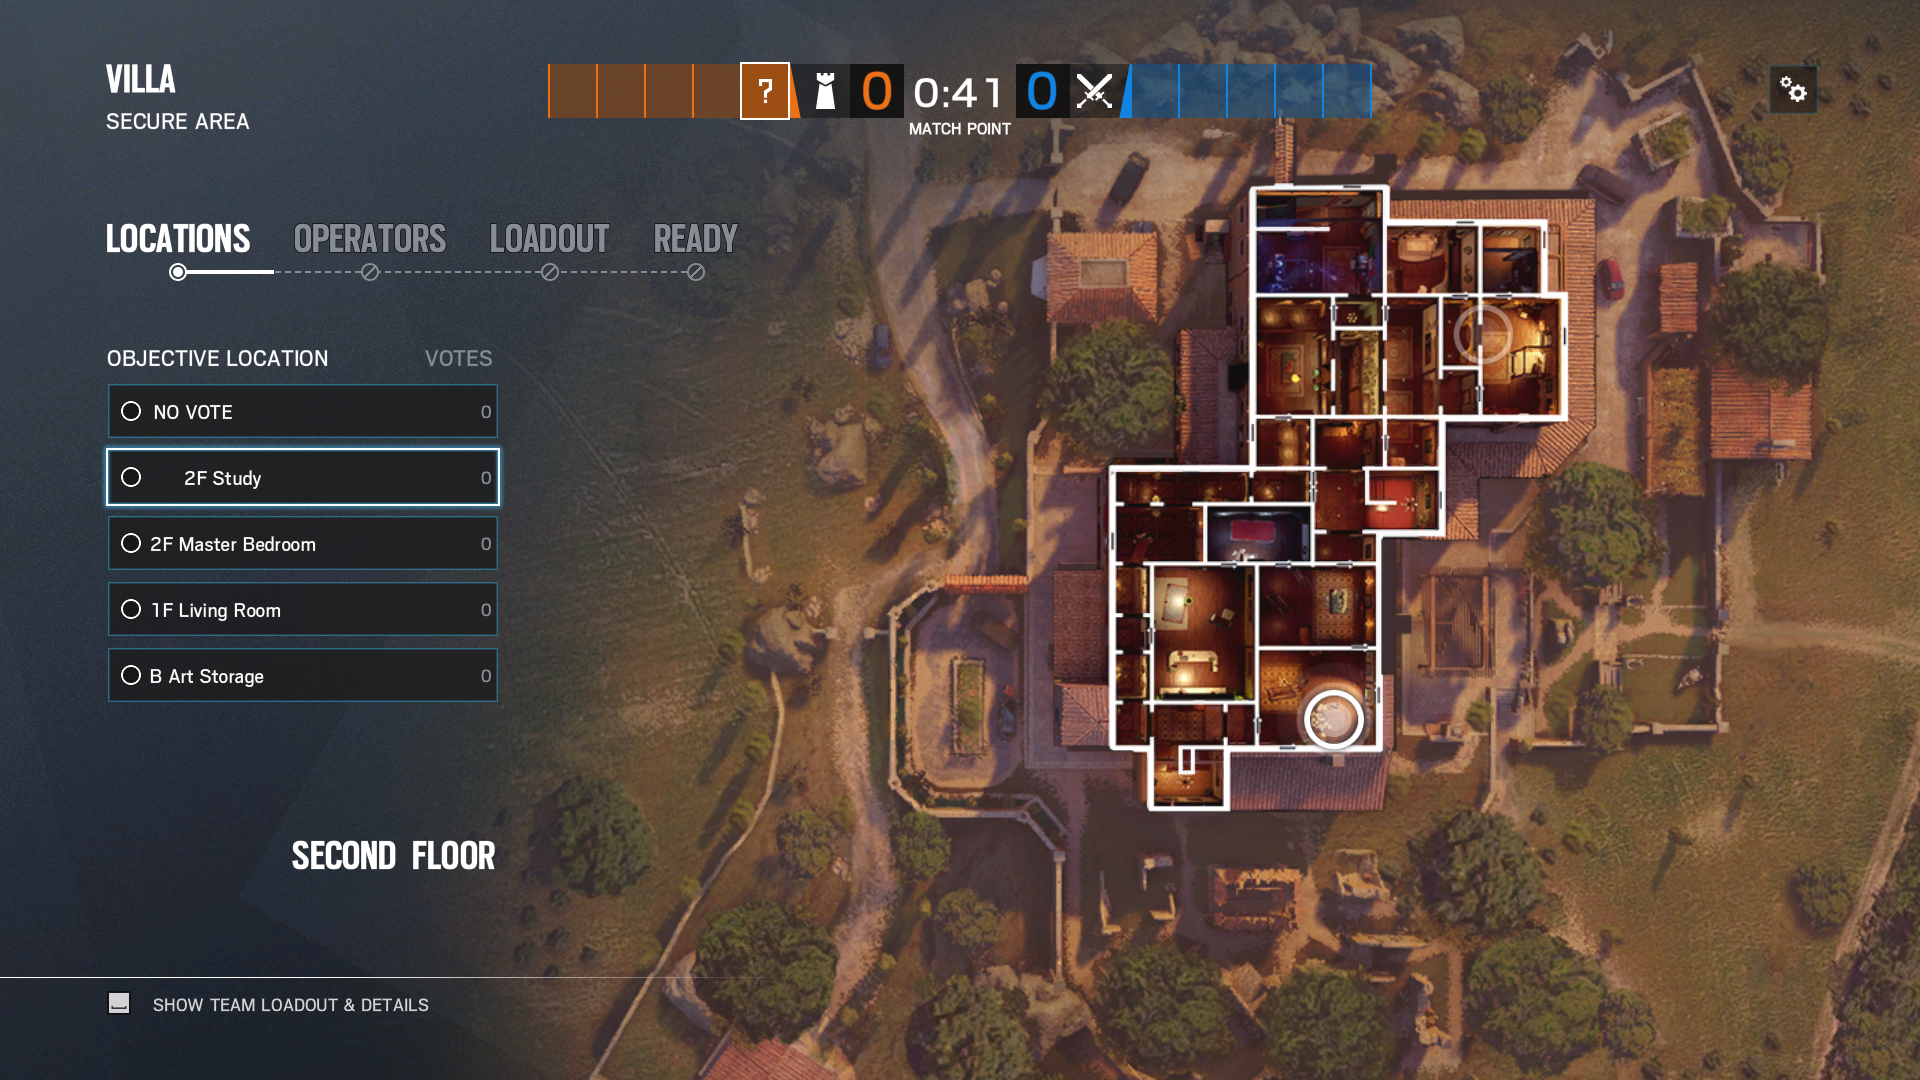 VILLA
SECURE AREA
?
0
0:41
0
MATCH POINT
LOCATIONS
OPERATORS
LOADOUT
READY
OBJECTIVE LOCATION
VOTES
NO VOTE
0
2F Study
0
2F Master Bedroom
0
1F Living Room
0
B Art Storage
0
SECOND FLOOR
SHOW TEAM LOADOUT & DETAILS